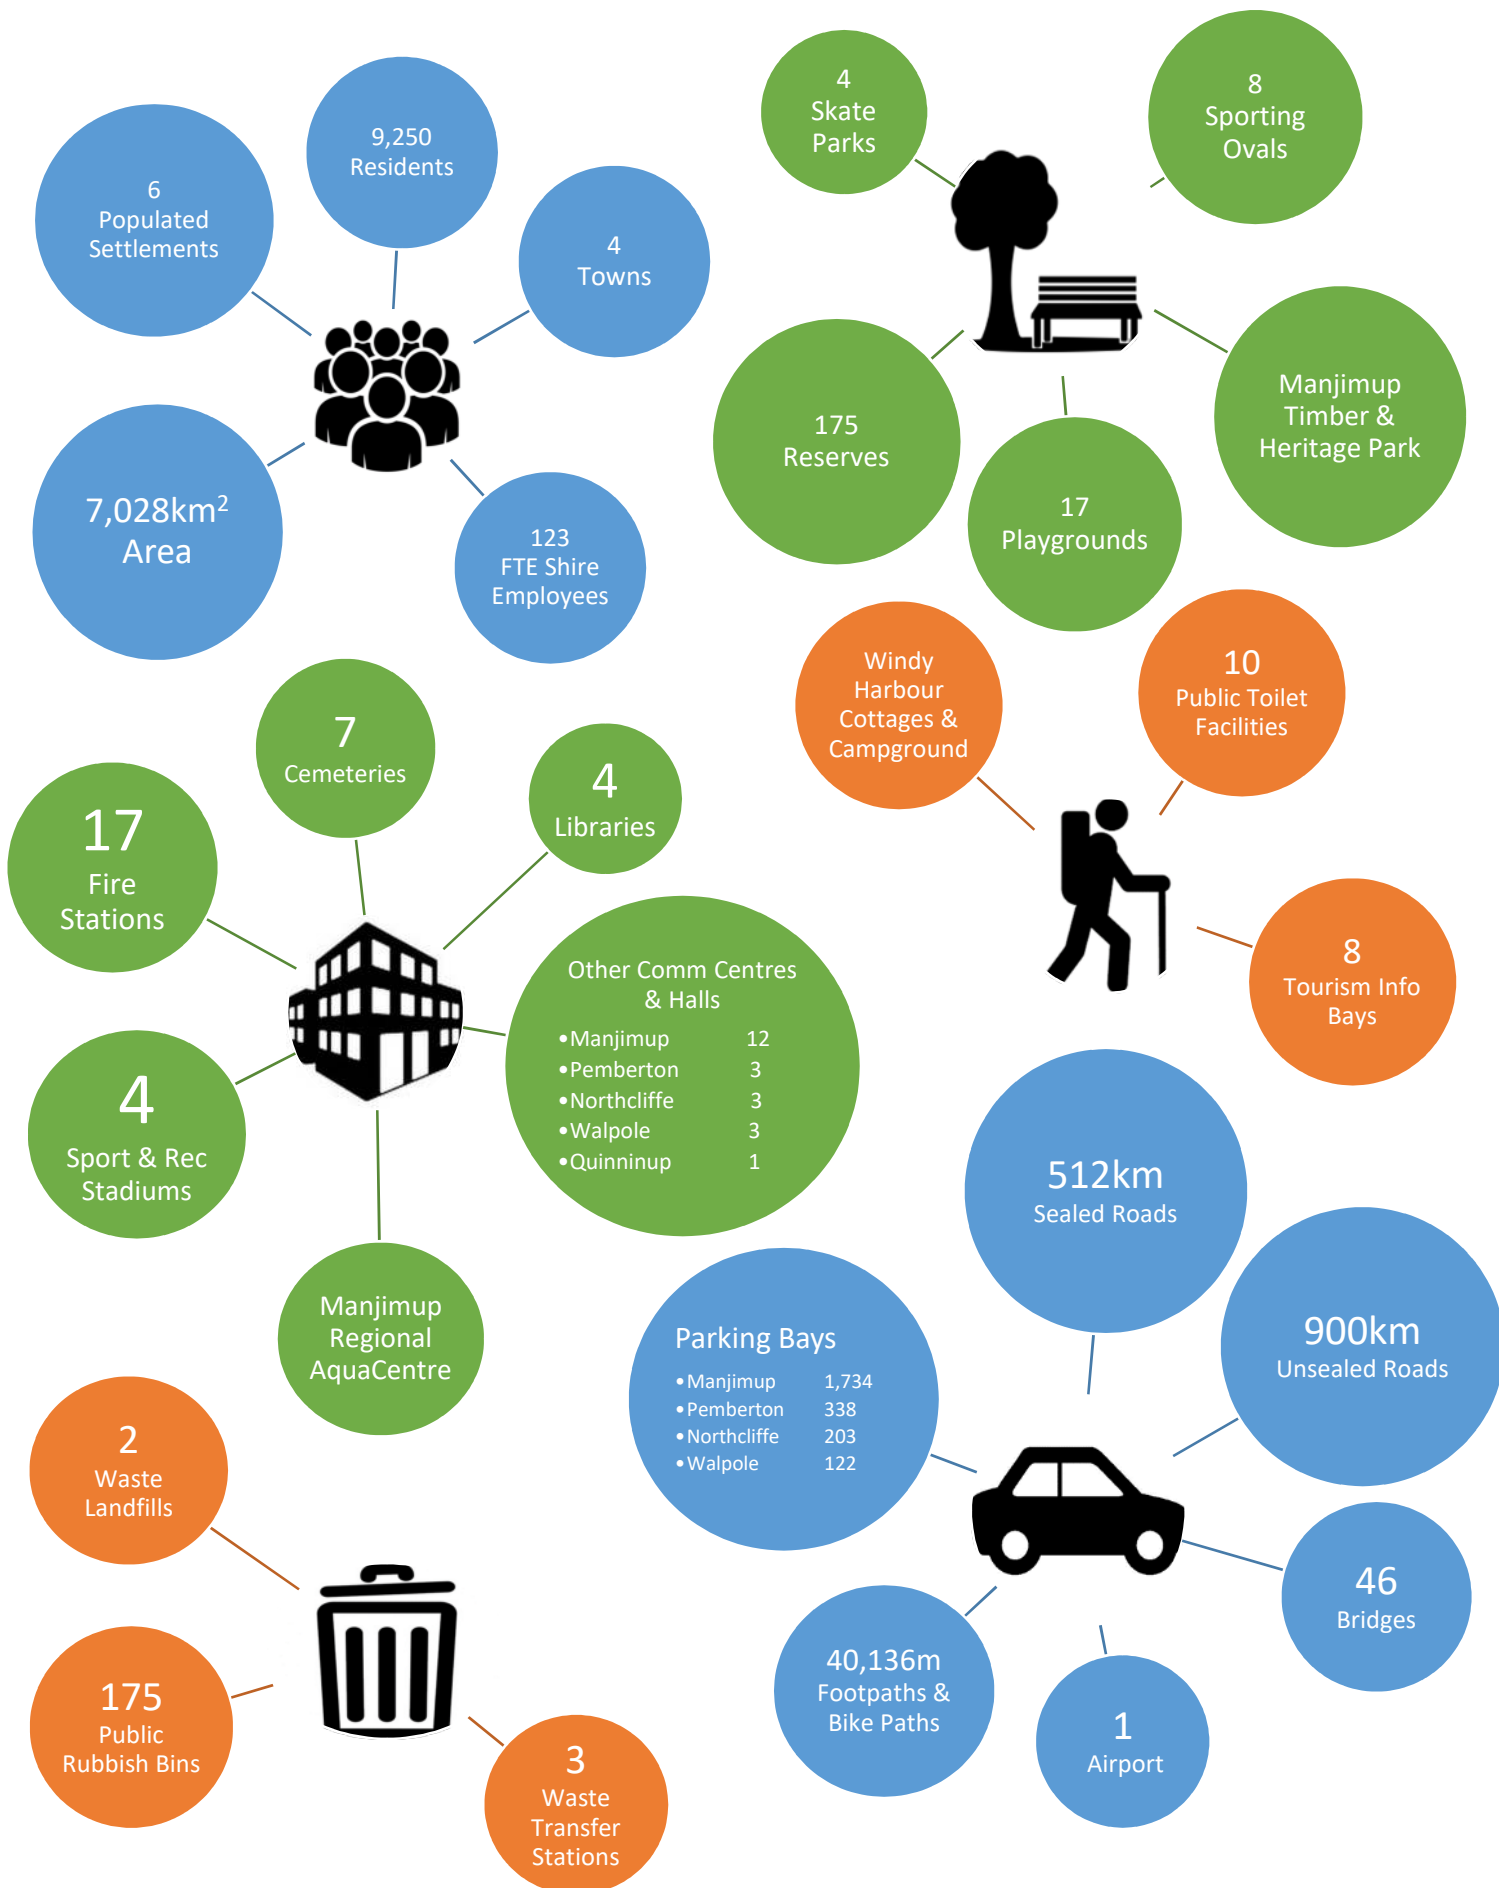 6
Populated
Settlements
9,250
Residents
4
Towns
7,028km²
Area
123
FTE Shire
Employees
4
Skate
Parks
8
Sporting
Ovals
175
Reserves
17
Playgrounds
Manjimup
Timber &
Heritage Park
Windy
Harbour
Cottages &
Campground
10
Public Toilet
Facilities
8
Tourism Info
Bays
7
Cemeteries
4
Libraries
17
Fire
Stations
Other Comm Centres
& Halls
•Manjimup 12
•Pemberton 3
•Northcliffe 3
•Walpole 3
•Quinninup 1
4
Sport & Rec
Stadiums
Manjimup
Regional
AquaCentre
512km
Sealed Roads
900km
Unsealed Roads
Parking Bays
•Manjimup 1,734
•Pemberton 338
•Northcliffe 203
•Walpole 122
46
Bridges
40,136m
Footpaths &
Bike Paths
1
Airport
2
Waste
Landfills
175
Public
Rubbish Bins
3
Waste
Transfer
Stations